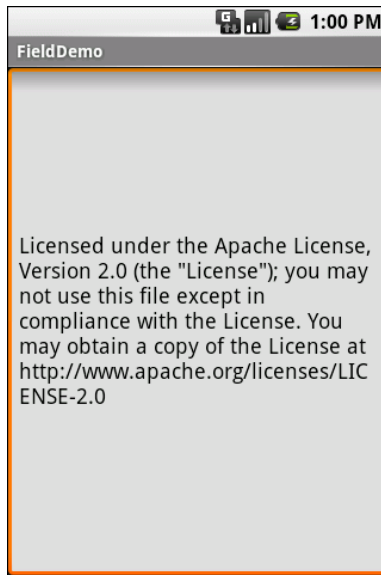 G
1:00 PM
FieldDemo
Licensed under the Apache License,
Version 2.0 (the "License"); you may
not use this file except in
compliance with the License. You
may obtain a copy of the License at
http://www.apache.org/licenses/LIC
ENSE-2.0